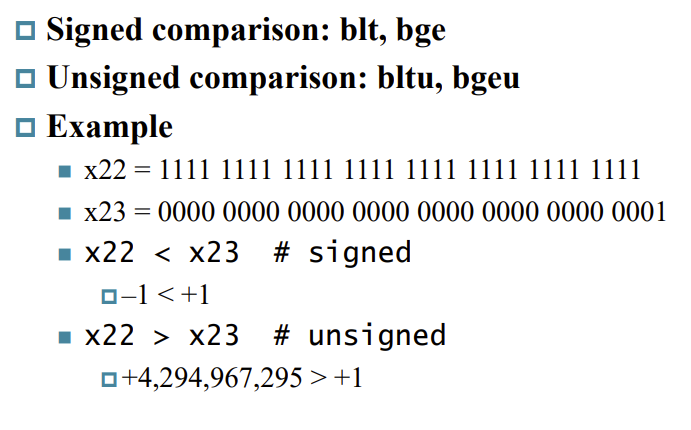 Signed comparison: blt, bge
Unsigned comparison: bltu, bgeu
Example
x22 = 1111 1111 1111 1111 1111 1111 1111 1111
x23 = 0000 0000 0000 0000 0000 0000 0000 0001
x22 < x23 # signed
–1 < +1
x22 > x23 # unsigned
+4,294,967,295 > +1